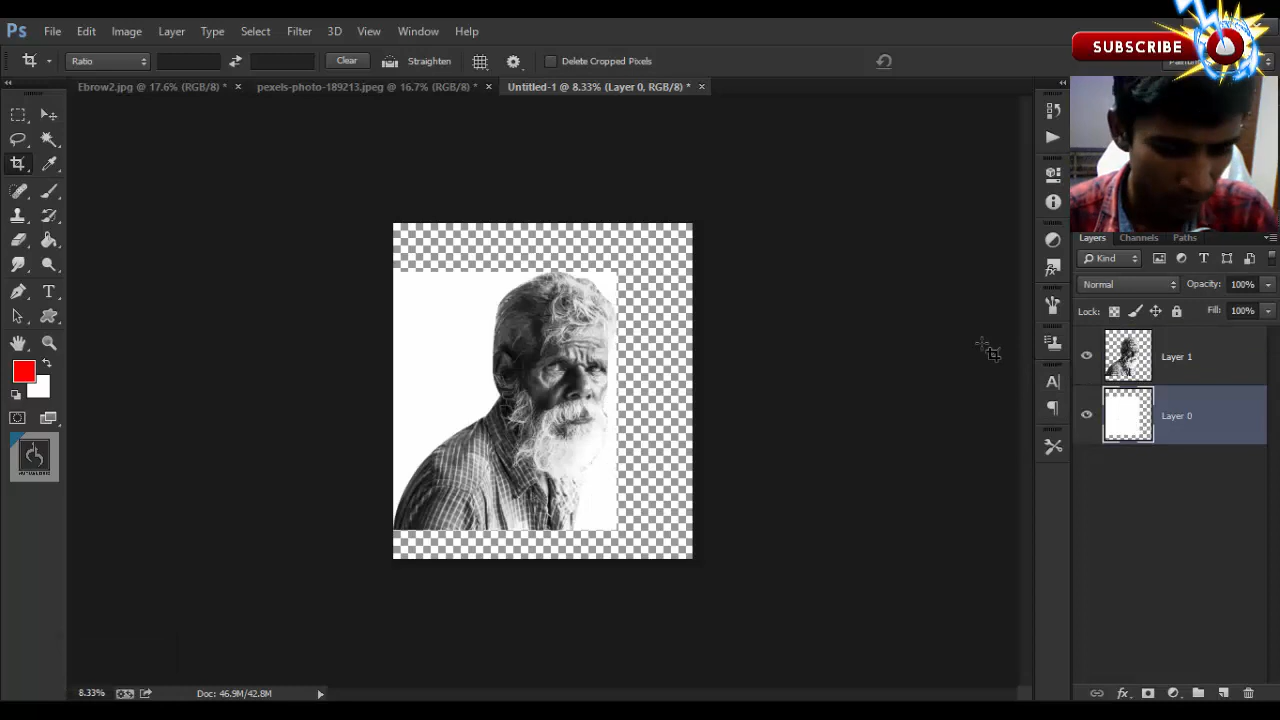 Ps File Edit Image Layer Type Select Filter 3D View Window Help
SUBSCRIBE
Ratio Clear Straighten Delete Cropped Pixels
Ebrow2.jpg @ 17.6% (RGB/8) * × pexels-photo-189213.jpeg @ 16.7% (RGB/8) * × Untitled-1 @ 8.33% (Layer 0, RGB/8) * ×
Layers Channels Paths
Kind
Normal Opacity: 100%
Lock: Fill: 100%
Layer 1
Layer 0
8.33% Doc: 46.9M/42.8M